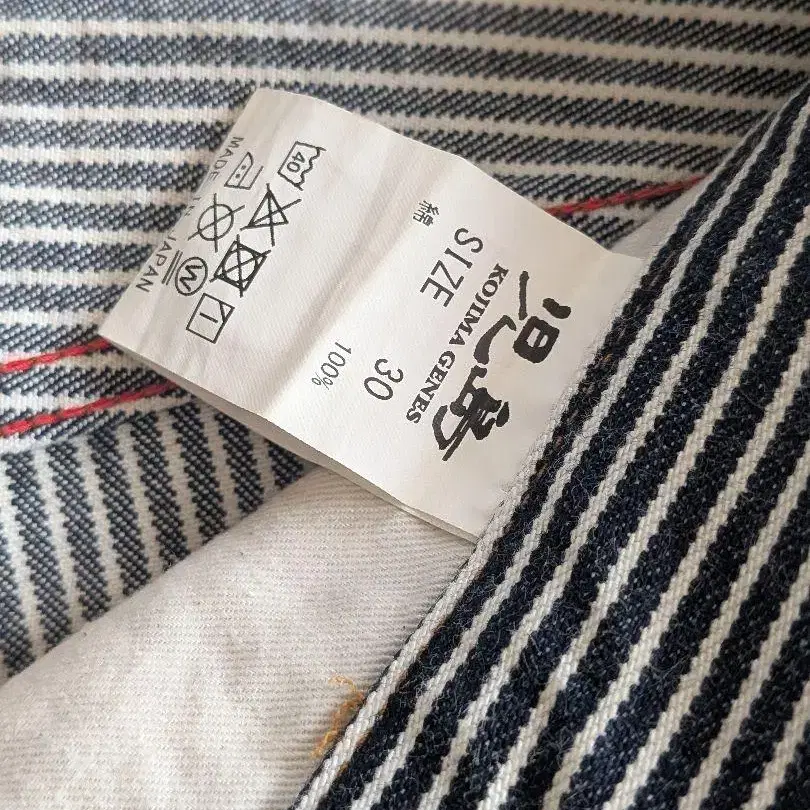 児島
KOJIMA GENES
SIZE 30
綿 100%
40
W
MADE IN JAPAN